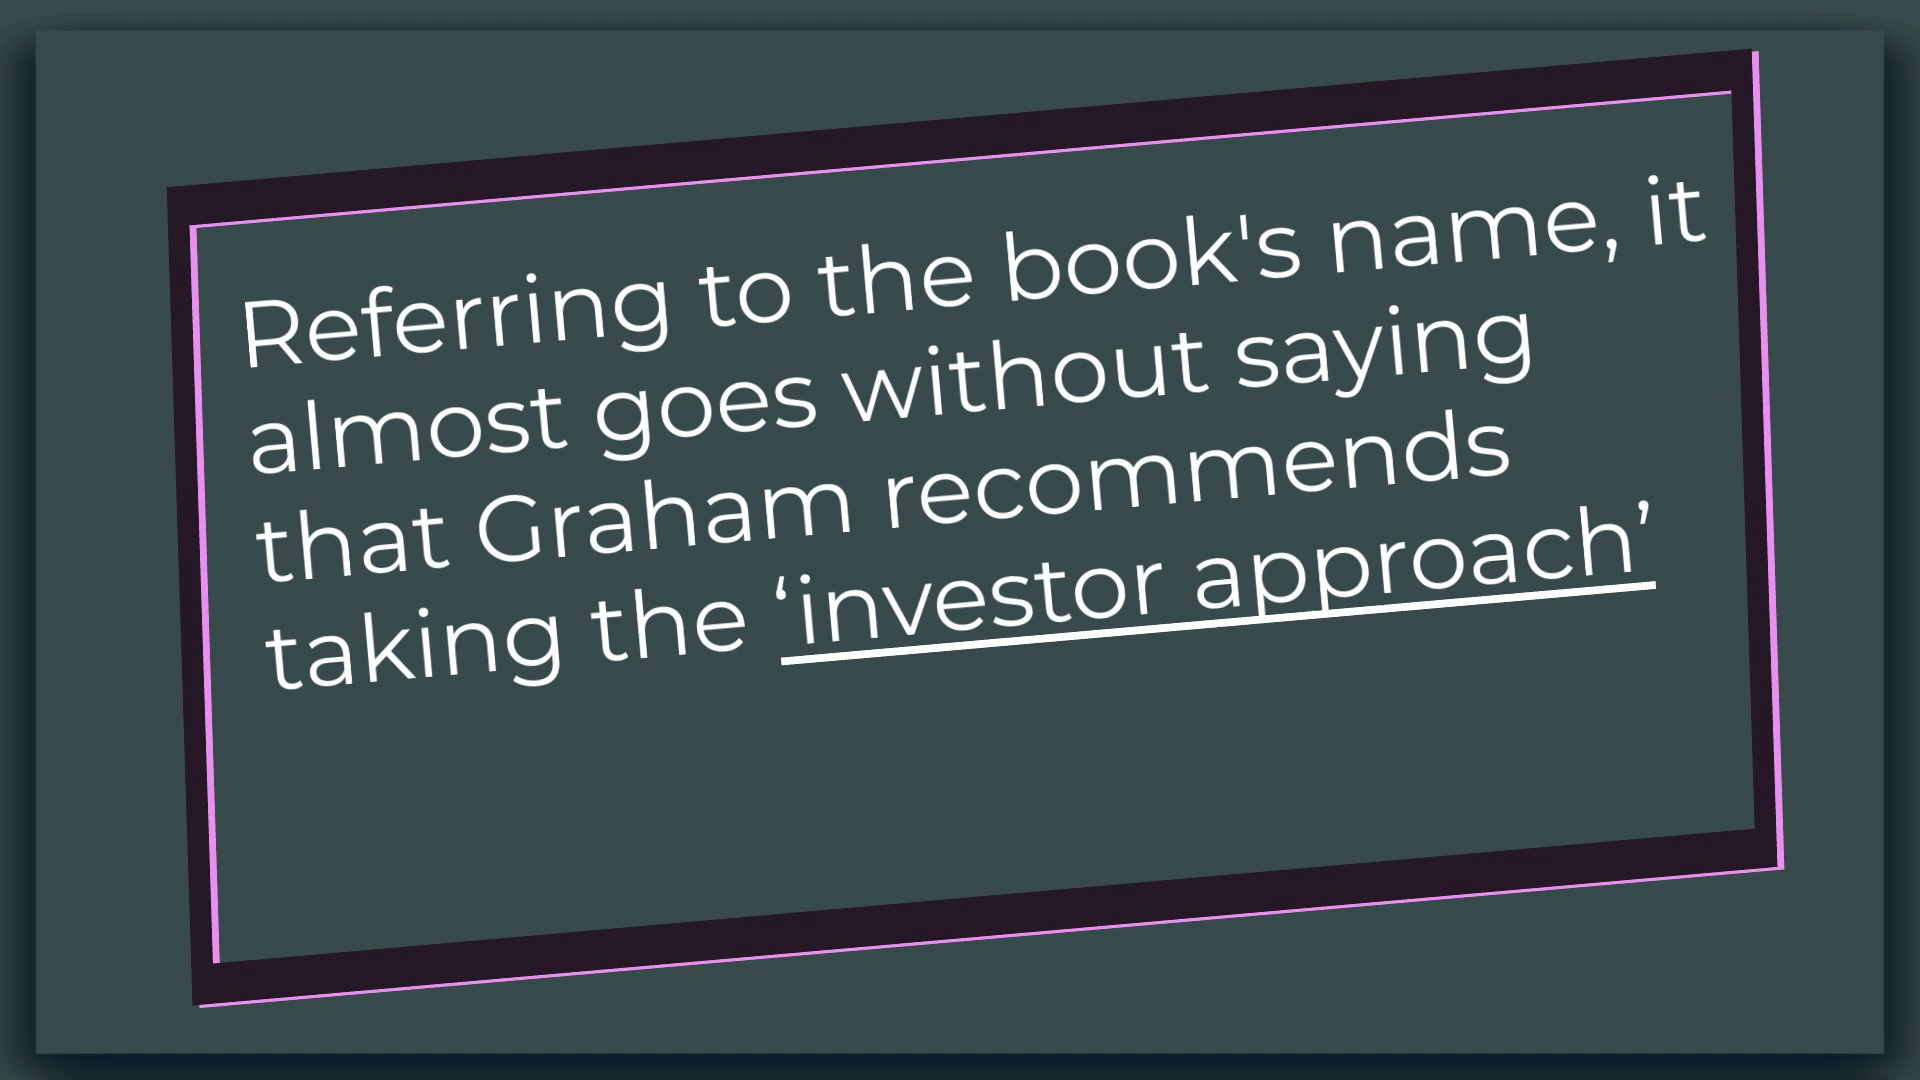 Referring to the book's name, it
almost goes without saying
that Graham recommends
taking the ‘investor approach’